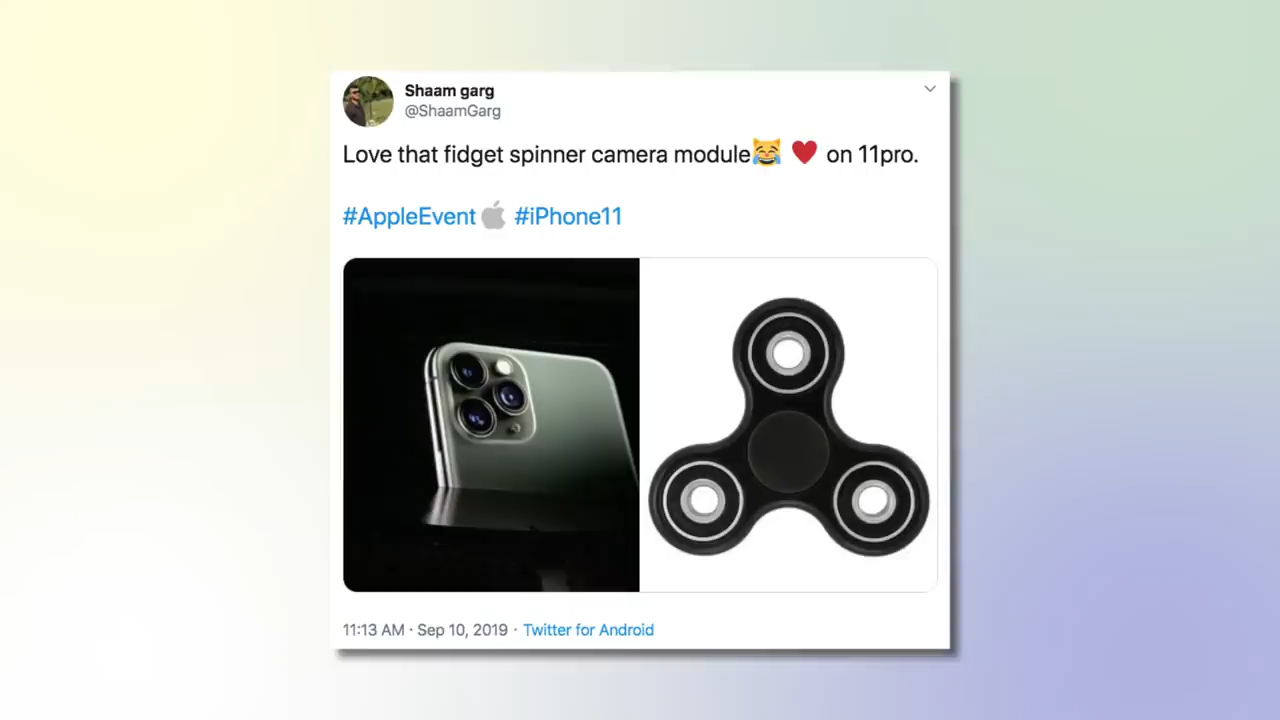 Shaam garg
@ShaamGarg
Love that fidget spinner camera module😹 ♥️ on 11pro.
#AppleEvent #iPhone11
11:13 AM · Sep 10, 2019 · Twitter for Android